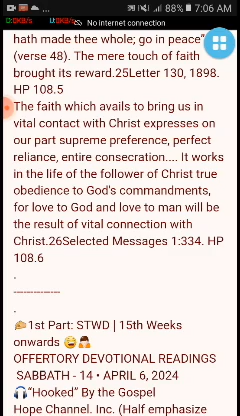 88% 7:06 AM
0:0KB/s U:0KB/s No internet connection
hath made thee whole; go in peace”
(verse 48). The mere touch of faith
brought its reward.25Letter 130, 1898.
HP 108.5
The faith which avails to bring us in
vital contact with Christ expresses on
our part supreme preference, perfect
reliance, entire consecration.... It works
in the life of the follower of Christ true
obedience to God's commandments,
for love to God and love to man will be
the result of vital connection with
Christ.26Selected Messages 1:334. HP
108.6
.
--------------
.
✍️1st Part: STWD | 15th Weeks
onwards 😅🙇
OFFERTORY DEVOTIONAL READINGS
SABBATH - 14 • APRIL 6, 2024
🎧“Hooked” By the Gospel
Hope Channel. Inc. (Half emphasize